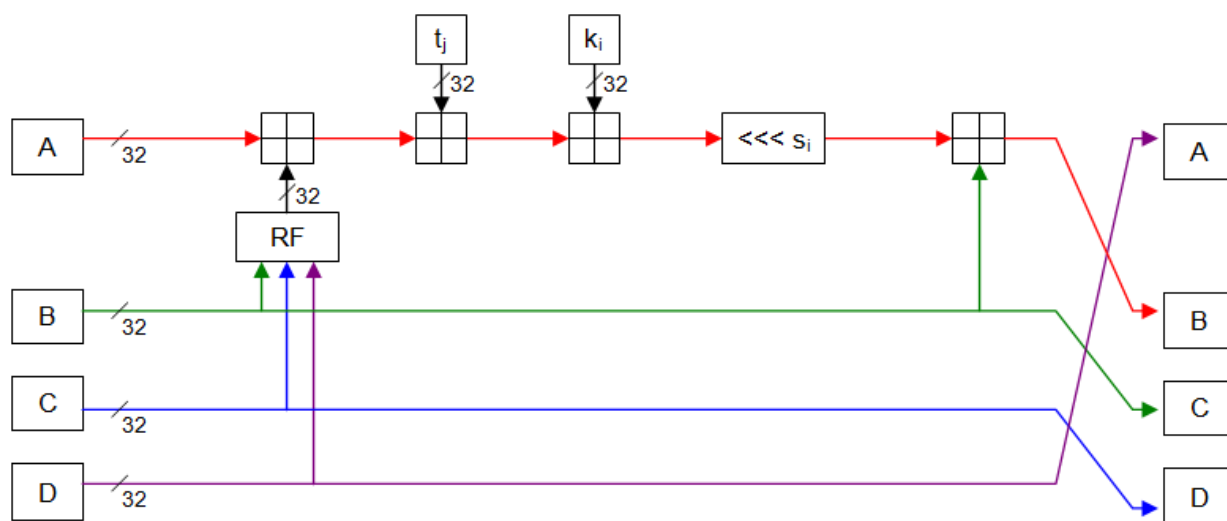 tj ki
32 32
A 32 <<< si A
32
RF
B 32 B
C 32 C
D 32 D